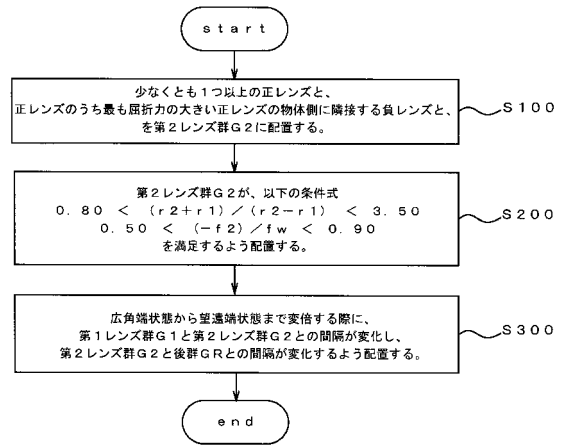 start
少なくとも１つ以上の正レンズと、
正レンズのうち最も屈折力の大きい正レンズの物体側に隣接する負レンズと、
を第２レンズ群Ｇ２に配置する。
Ｓ１００
第２レンズ群Ｇ２が、以下の条件式
０．８０ ＜ （ｒ２＋ｒ１）／（ｒ２－ｒ１） ＜ ３．５０
０．５０ ＜ （－ｆ２）／ｆｗ ＜ ０．９０
を満足するよう配置する。
Ｓ２００
広角端状態から望遠端状態まで変倍する際に、
第１レンズ群Ｇ１と第２レンズ群Ｇ２との間隔が変化し、
第２レンズ群Ｇ２と後群ＧＲとの間隔が変化するよう配置する。
Ｓ３００
end